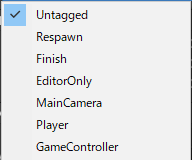 Untagged
Respawn
Finish
EditorOnly
MainCamera
Player
GameController